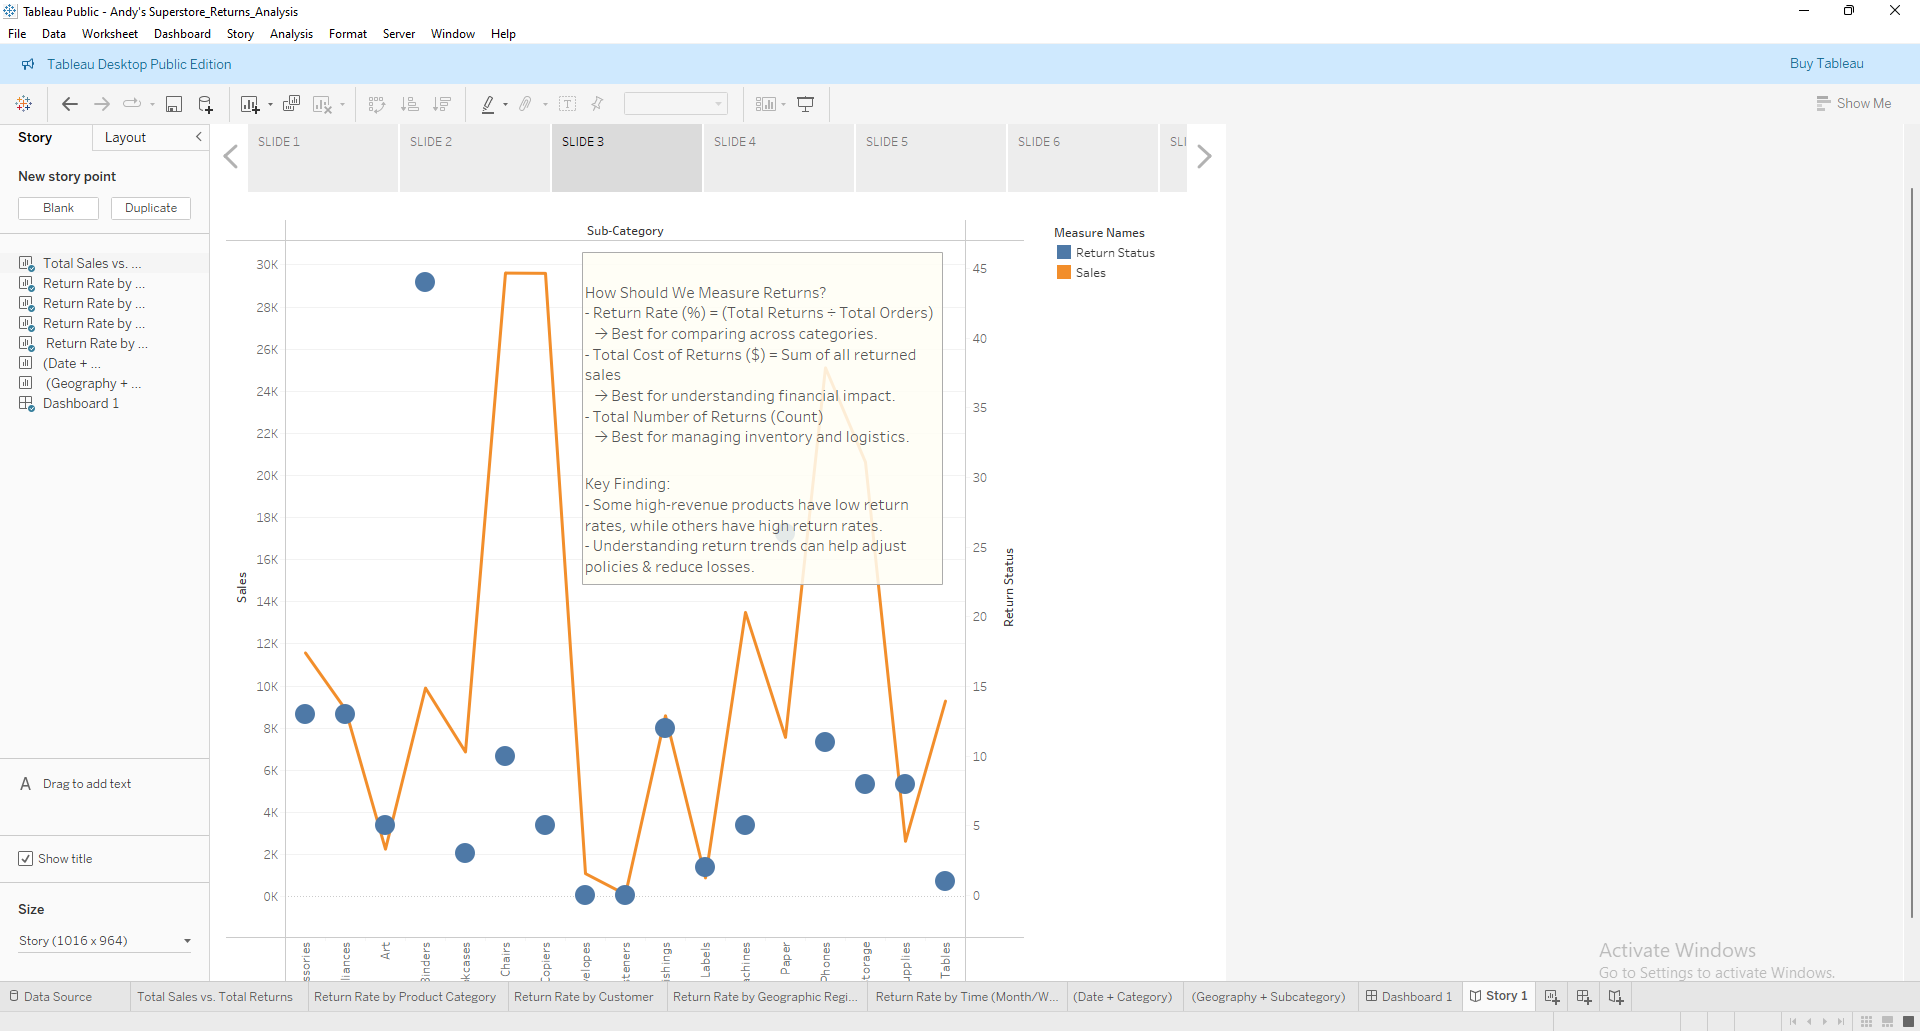 Tableau Public - Andy's Superstore_Returns_Analysis
File Data Worksheet Dashboard Story Analysis Format Server Window Help
Tableau Desktop Public Edition
Buy Tableau
Show Me
Story Layout
SLIDE 1 SLIDE 2 SLIDE 3 SLIDE 4 SLIDE 5 SLIDE 6 SLI
New story point
Blank Duplicate
Total Sales vs. ...
Return Rate by ...
Return Rate by ...
Return Rate by ...
Return Rate by ...
(Date + ...
(Geography + ...
Dashboard 1
A Drag to add text
Show title
Size
Story (1016 x 964)
Sub-Category
Sales
30K
28K
26K
24K
22K
20K
18K
16K
14K
12K
10K
8K
6K
4K
2K
0K
How Should We Measure Returns?
- Return Rate (%) = (Total Returns ÷ Total Orders)
→ Best for comparing across categories.
- Total Cost of Returns ($) = Sum of all returned
sales
→ Best for understanding financial impact.
- Total Number of Returns (Count)
→ Best for managing inventory and logistics.
Key Finding:
- Some high-revenue products have low return
rates, while others have high return rates.
- Understanding return trends can help adjust
policies & reduce losses.
45
40
35
30
25
20
15
10
5
0
Return Status
Measure Names
Return Status
Sales
ssories
liances
Art
Binders
kcases
Chairs
Copiers
velopes
steners
ishings
Labels
achines
Paper
Phones
torage
upplies
Tables
Activate Windows
Go to Settings to activate Windows.
Data Source Total Sales vs. Total Returns Return Rate by Product Category Return Rate by Customer Return Rate by Geographic Regi... Return Rate by Time (Month/W... (Date + Category) (Geography + Subcategory) Dashboard 1 Story 1